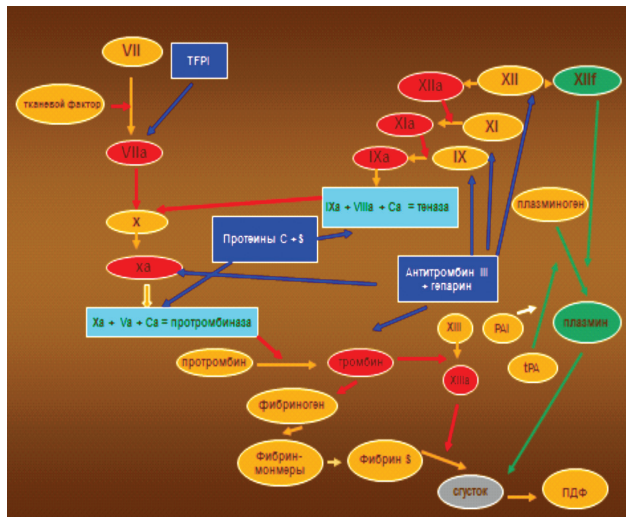 VII
TFPI
тканевой фактор
VIIa
X
xa
Xa + Va + Ca = протромбиназа
Протеины C + $
IXa + VIIIa + Ca = теназа
XIIa
XII
XIIf
XIa
XI
IXa
IX
плазминоген
Антитромбин III
+ гепарин
XIII
PAI
плазмин
tPA
протромбин
тромбин
XIIIa
фибриноген
Фибрин-
монмеры
Фибрин $
сгусток
ПДФ